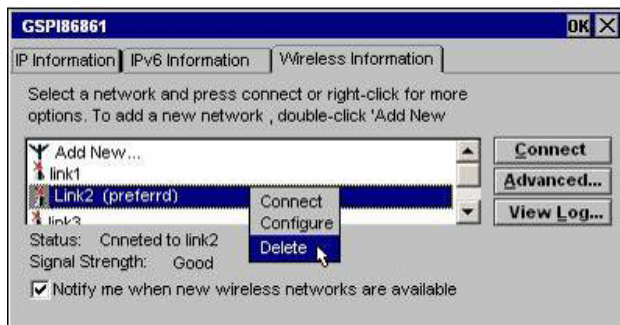 GSPI86861 OK
IP Information IPv6 Information Wireless Information
Select a network and press connect or right-click for more
options. To add a new network , double-click 'Add New
Add New... Connect
link1
Link2 (preferrd) Connect Advanced...
link3 Configure View Log...
Status: Cnneted to link2 Delete
Signal Strength: Good
Notify me when new wireless networks are available